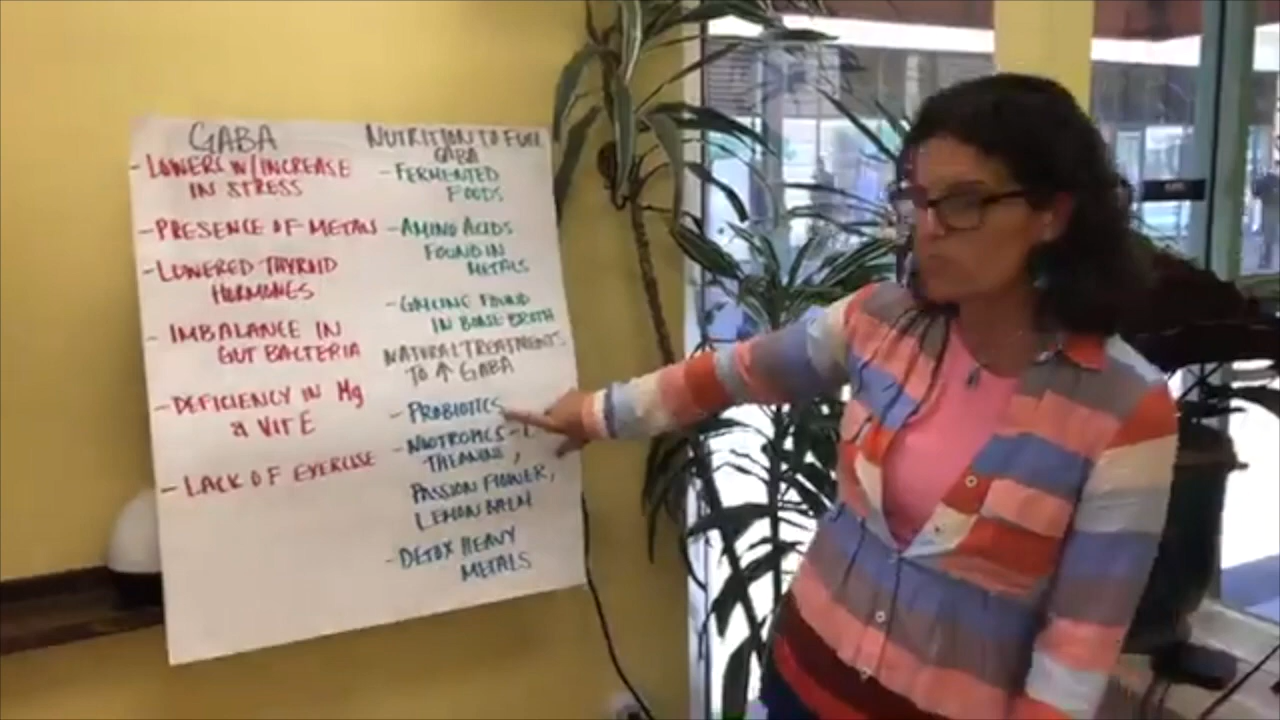 GABA
- LOWERS W/INCREASE
IN STRESS
- PRESENCE OF METALS
- LOWERED THYROID
HORMONES
- IMBALANCE IN
GUT BACTERIA
- DEFICIENCY IN Mg
& VIT E
- LACK OF EXERCISE
NUTRITION TO FUEL
GABA
- FERMENTED
FOODS
- AMINO ACIDS
FOUND IN
METALS
- GLYCINE FOUND
IN BONE BROTH
NATURAL TREATMENTS
TO ↑ GABA
- PROBIOTICS
- NOOTROPICS - L
THEANINE,
PASSION FLOWER,
LEMON BALM
- DETOX HEAVY
METALS